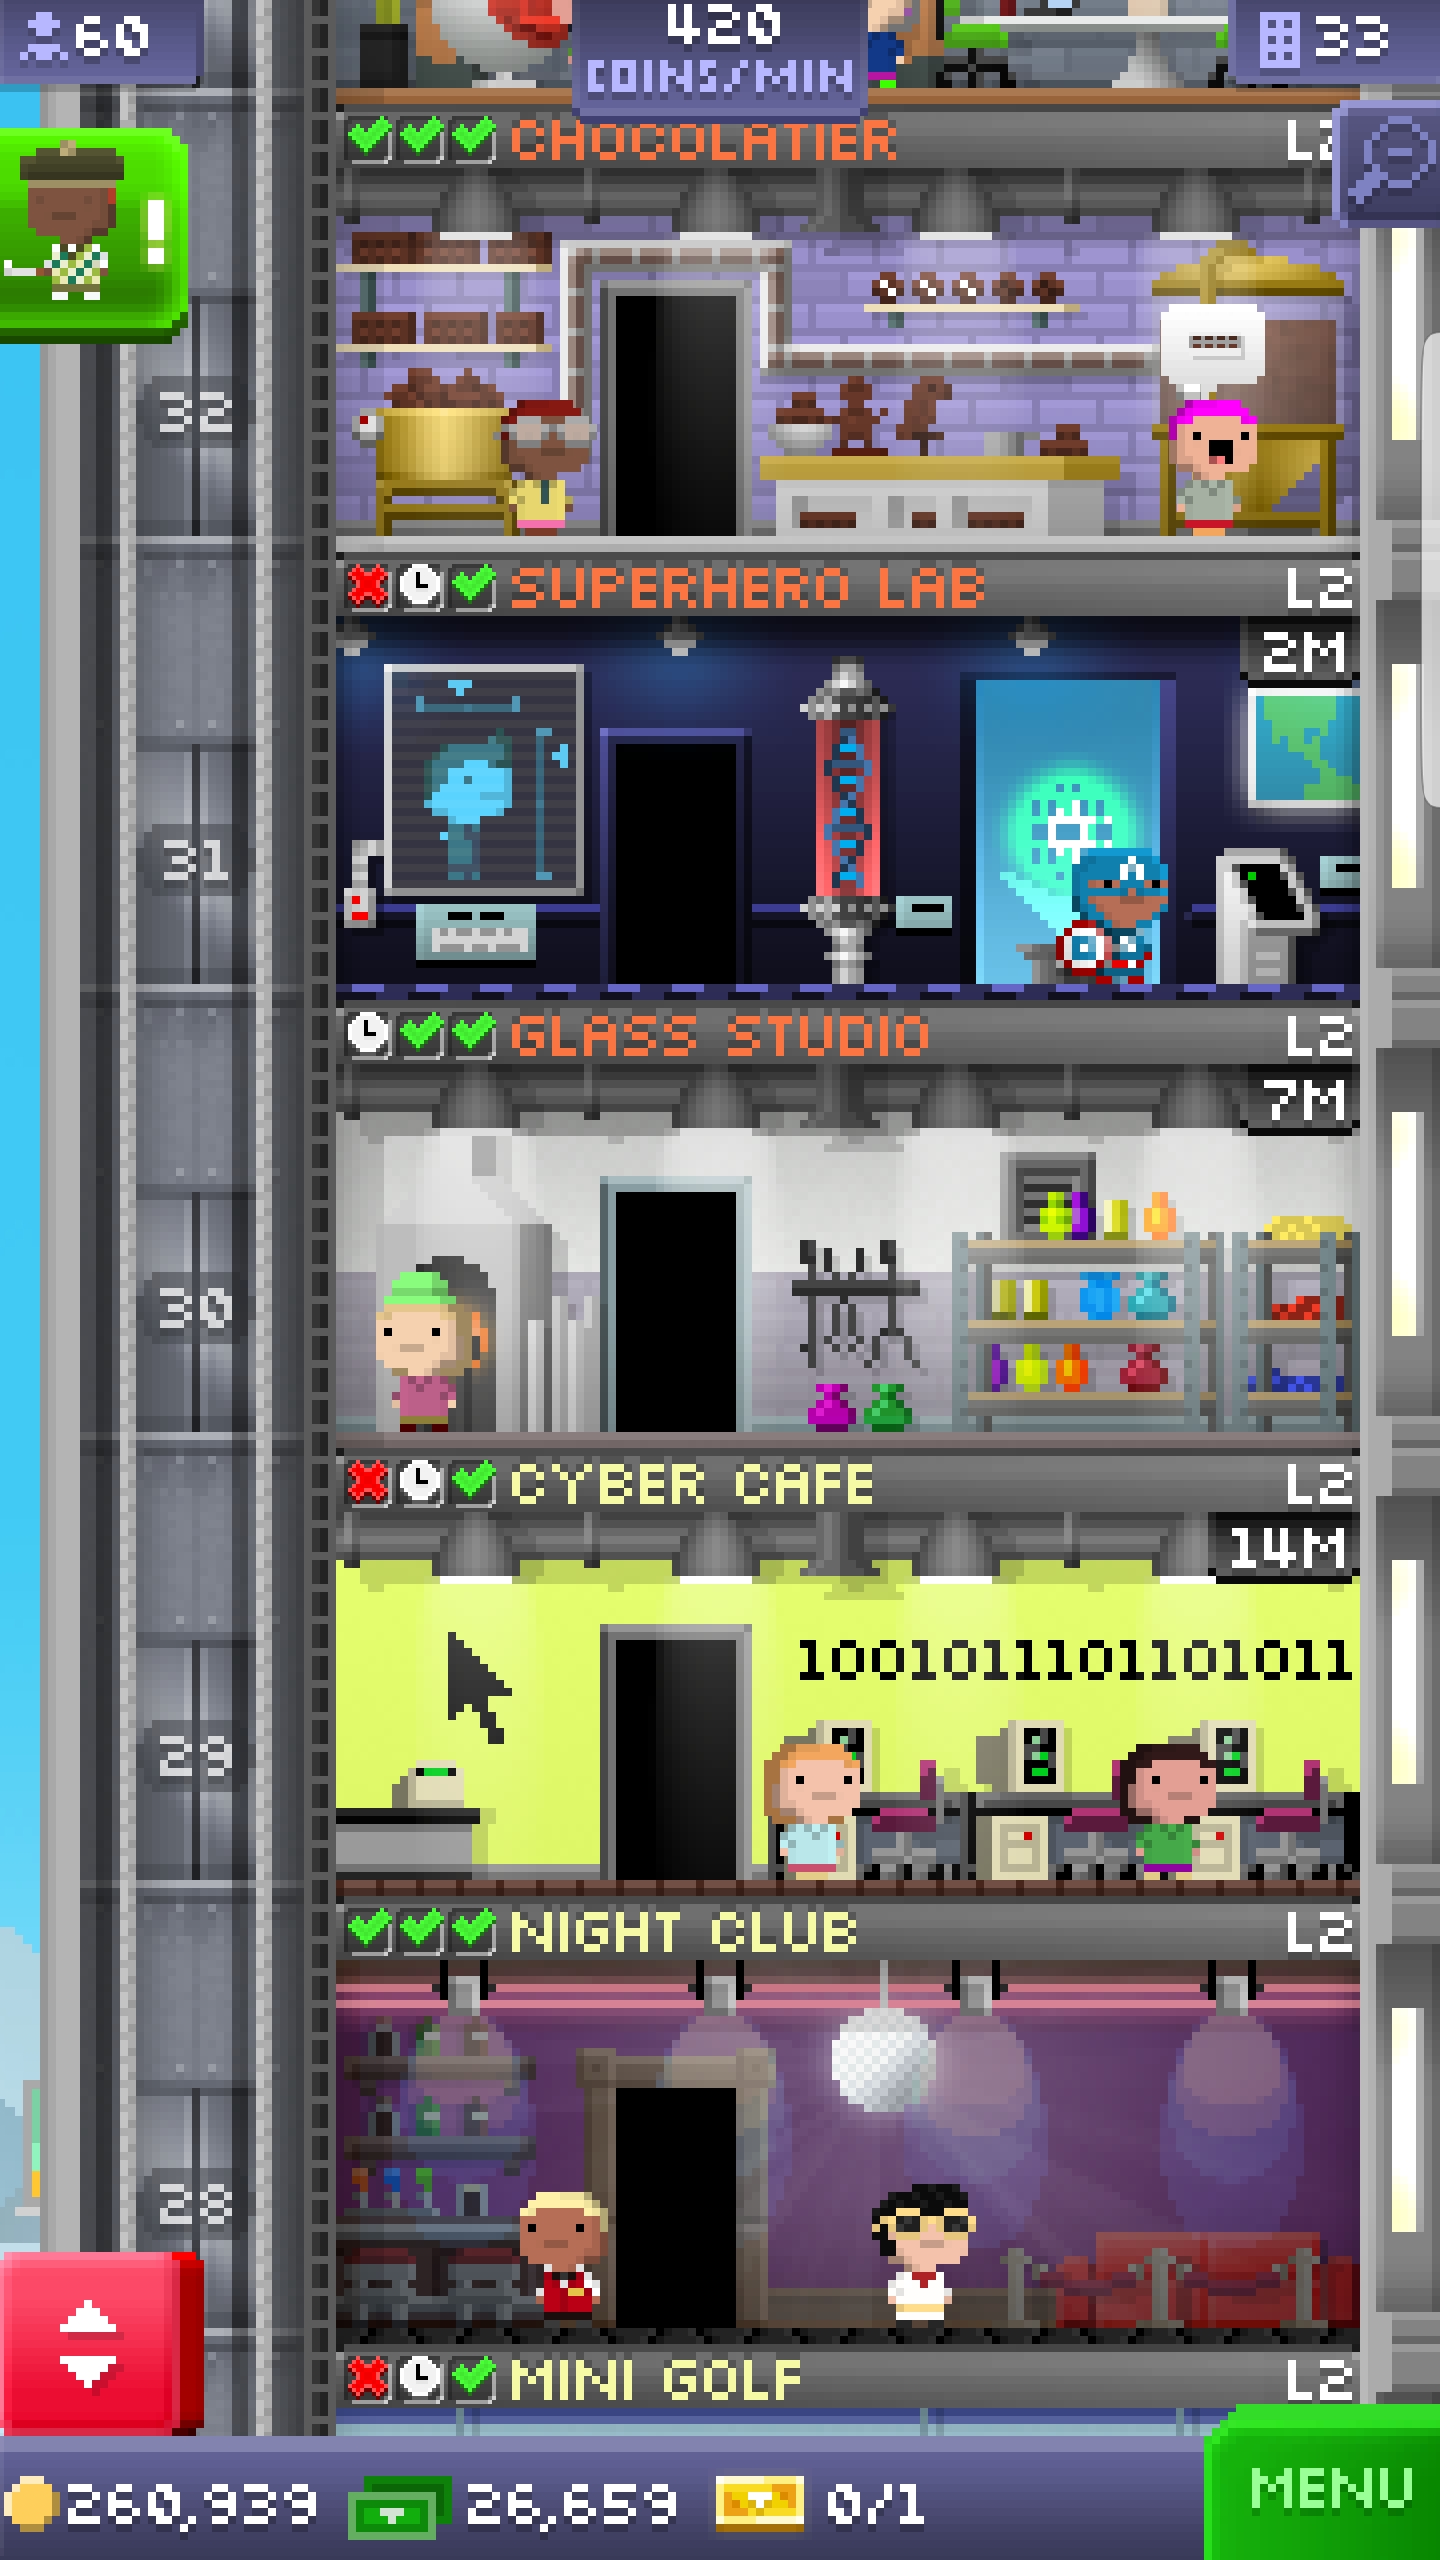 60
420
COINS/MIN
33
!
CHOCOLATIER
32
SUPERHERO LAB L2
2M
31
GLASS STUDIO L2
7M
30
CYBER CAFE L2
14M
1001011101101011
29
NIGHT CLUB L2
28
MINI GOLF L2
260,939 26,659 0/1 MENU